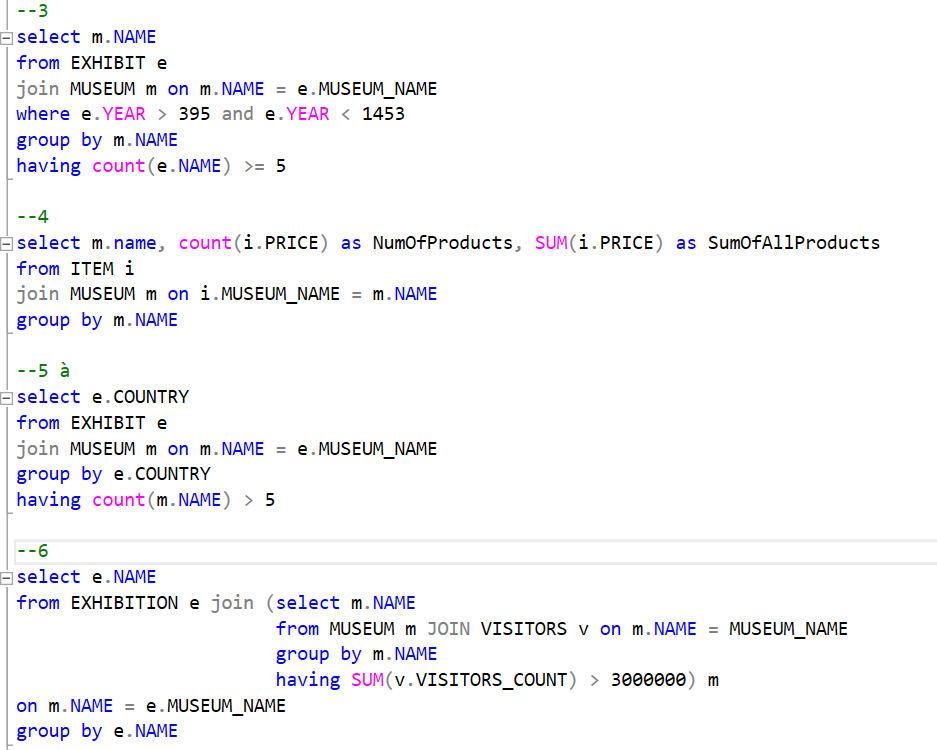 --3
select m.NAME
from EXHIBIT e
join MUSEUM m on m.NAME = e.MUSEUM_NAME
where e.YEAR > 395 and e.YEAR < 1453
group by m.NAME
having count(e.NAME) >= 5
--4
select m.name, count(i.PRICE) as NumOfProducts, SUM(i.PRICE) as SumOfAllProducts
from ITEM i
join MUSEUM m on i.MUSEUM_NAME = m.NAME
group by m.NAME
--5 à
select e.COUNTRY
from EXHIBIT e
join MUSEUM m on m.NAME = e.MUSEUM_NAME
group by e.COUNTRY
having count(m.NAME) > 5
--6
select e.NAME
from EXHIBITION e join (select m.NAME
from MUSEUM m JOIN VISITORS v on m.NAME = MUSEUM_NAME
group by m.NAME
having SUM(v.VISITORS_COUNT) > 3000000) m
on m.NAME = e.MUSEUM_NAME
group by e.NAME